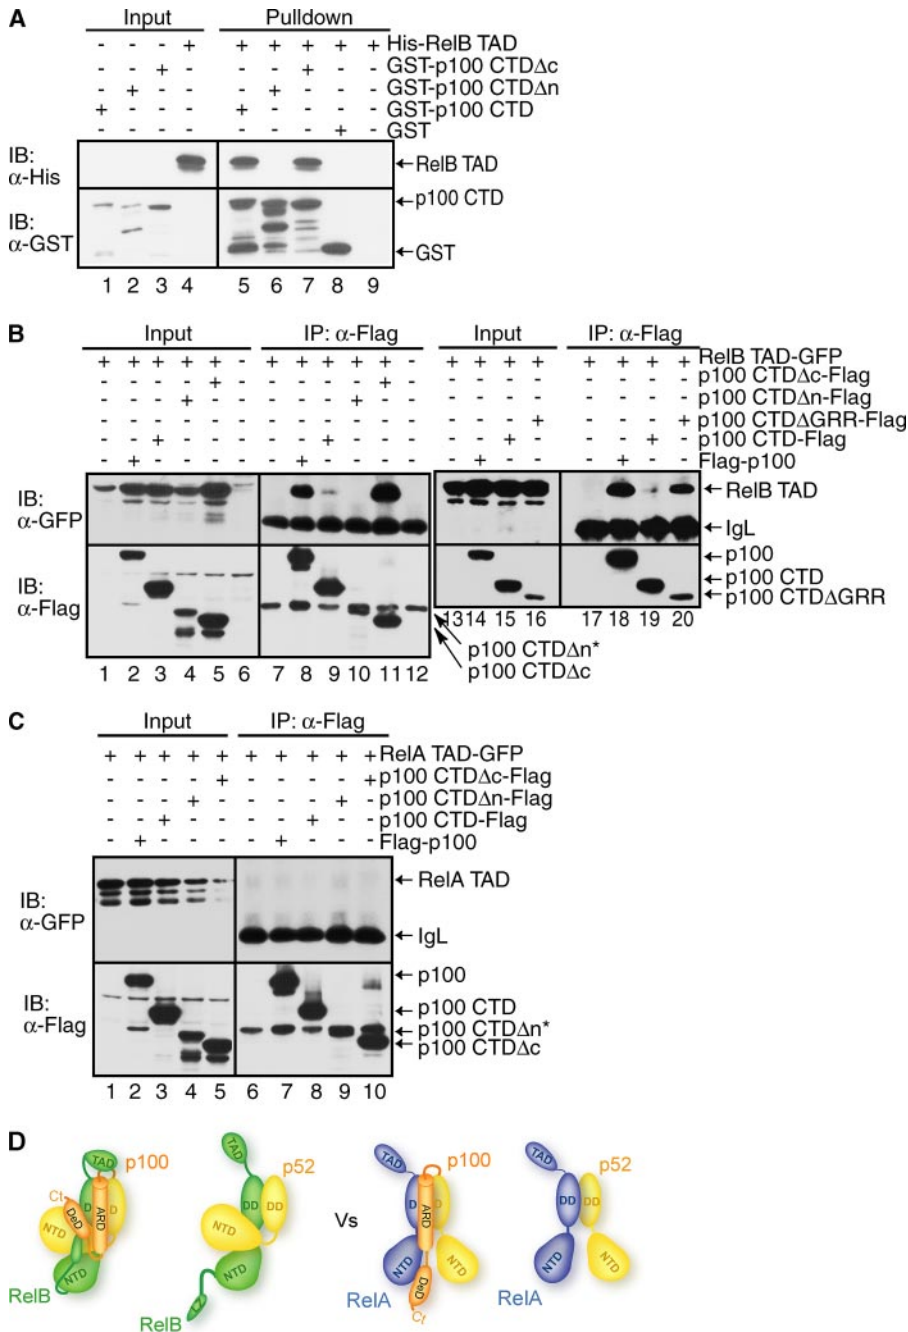 A
Input Pulldown
- - - + + + + + + His-RelB TAD
- - + - - - + - - GST-p100 CTDΔc
- + - - - + - - - GST-p100 CTDΔn
+ - - - + - - - - GST-p100 CTD
- - - - - - - + - GST
IB:
α-His
RelB TAD
IB:
α-GST
p100 CTD
GST
1 2 3 4 5 6 7 8 9
B
Input IP: α-Flag Input IP: α-Flag
+ + + + + - + + + + + - + + + + + + + + RelB TAD-GFP
- - - - + - - - - - + - - - - - - - - - p100 CTDΔc-Flag
- - - + - - - - - + - - - - - - - - - - p100 CTDΔn-Flag
- - - - - - - - - - - - - - - + - - - + p100 CTDΔGRR-Flag
- - + - - - - - + - - - - - + - - - + - p100 CTD-Flag
- + - - - - - + - - - - - + - - - + - - Flag-p100
IB:
α-GFP
RelB TAD
IgL
IB:
α-Flag
p100
p100 CTD
p100 CTDΔGRR
13 14 15 16 17 18 19 20
p100 CTDΔn*
p100 CTDΔc
1 2 3 4 5 6 7 8 9 10 11 12
C
Input IP: α-Flag
+ + + + + + + + + + RelA TAD-GFP
- - - - + - - - - + p100 CTDΔc-Flag
- - - + - - - - + - p100 CTDΔn-Flag
- - + - - - - + - - p100 CTD-Flag
- + - - - - + - - - Flag-p100
IB:
α-GFP
RelA TAD
IgL
IB:
α-Flag
p100
p100 CTD
p100 CTDΔn*
p100 CTDΔc
1 2 3 4 5 6 7 8 9 10
D
TAD p100 Ct DeD D ARD D NTD NTD RelB
TAD p52 DD DD NTD NTD LZ RelB
Vs
TAD p100 D ARD NTD DeD Ct RelA
TAD p52 DD DD NTD NTD RelA